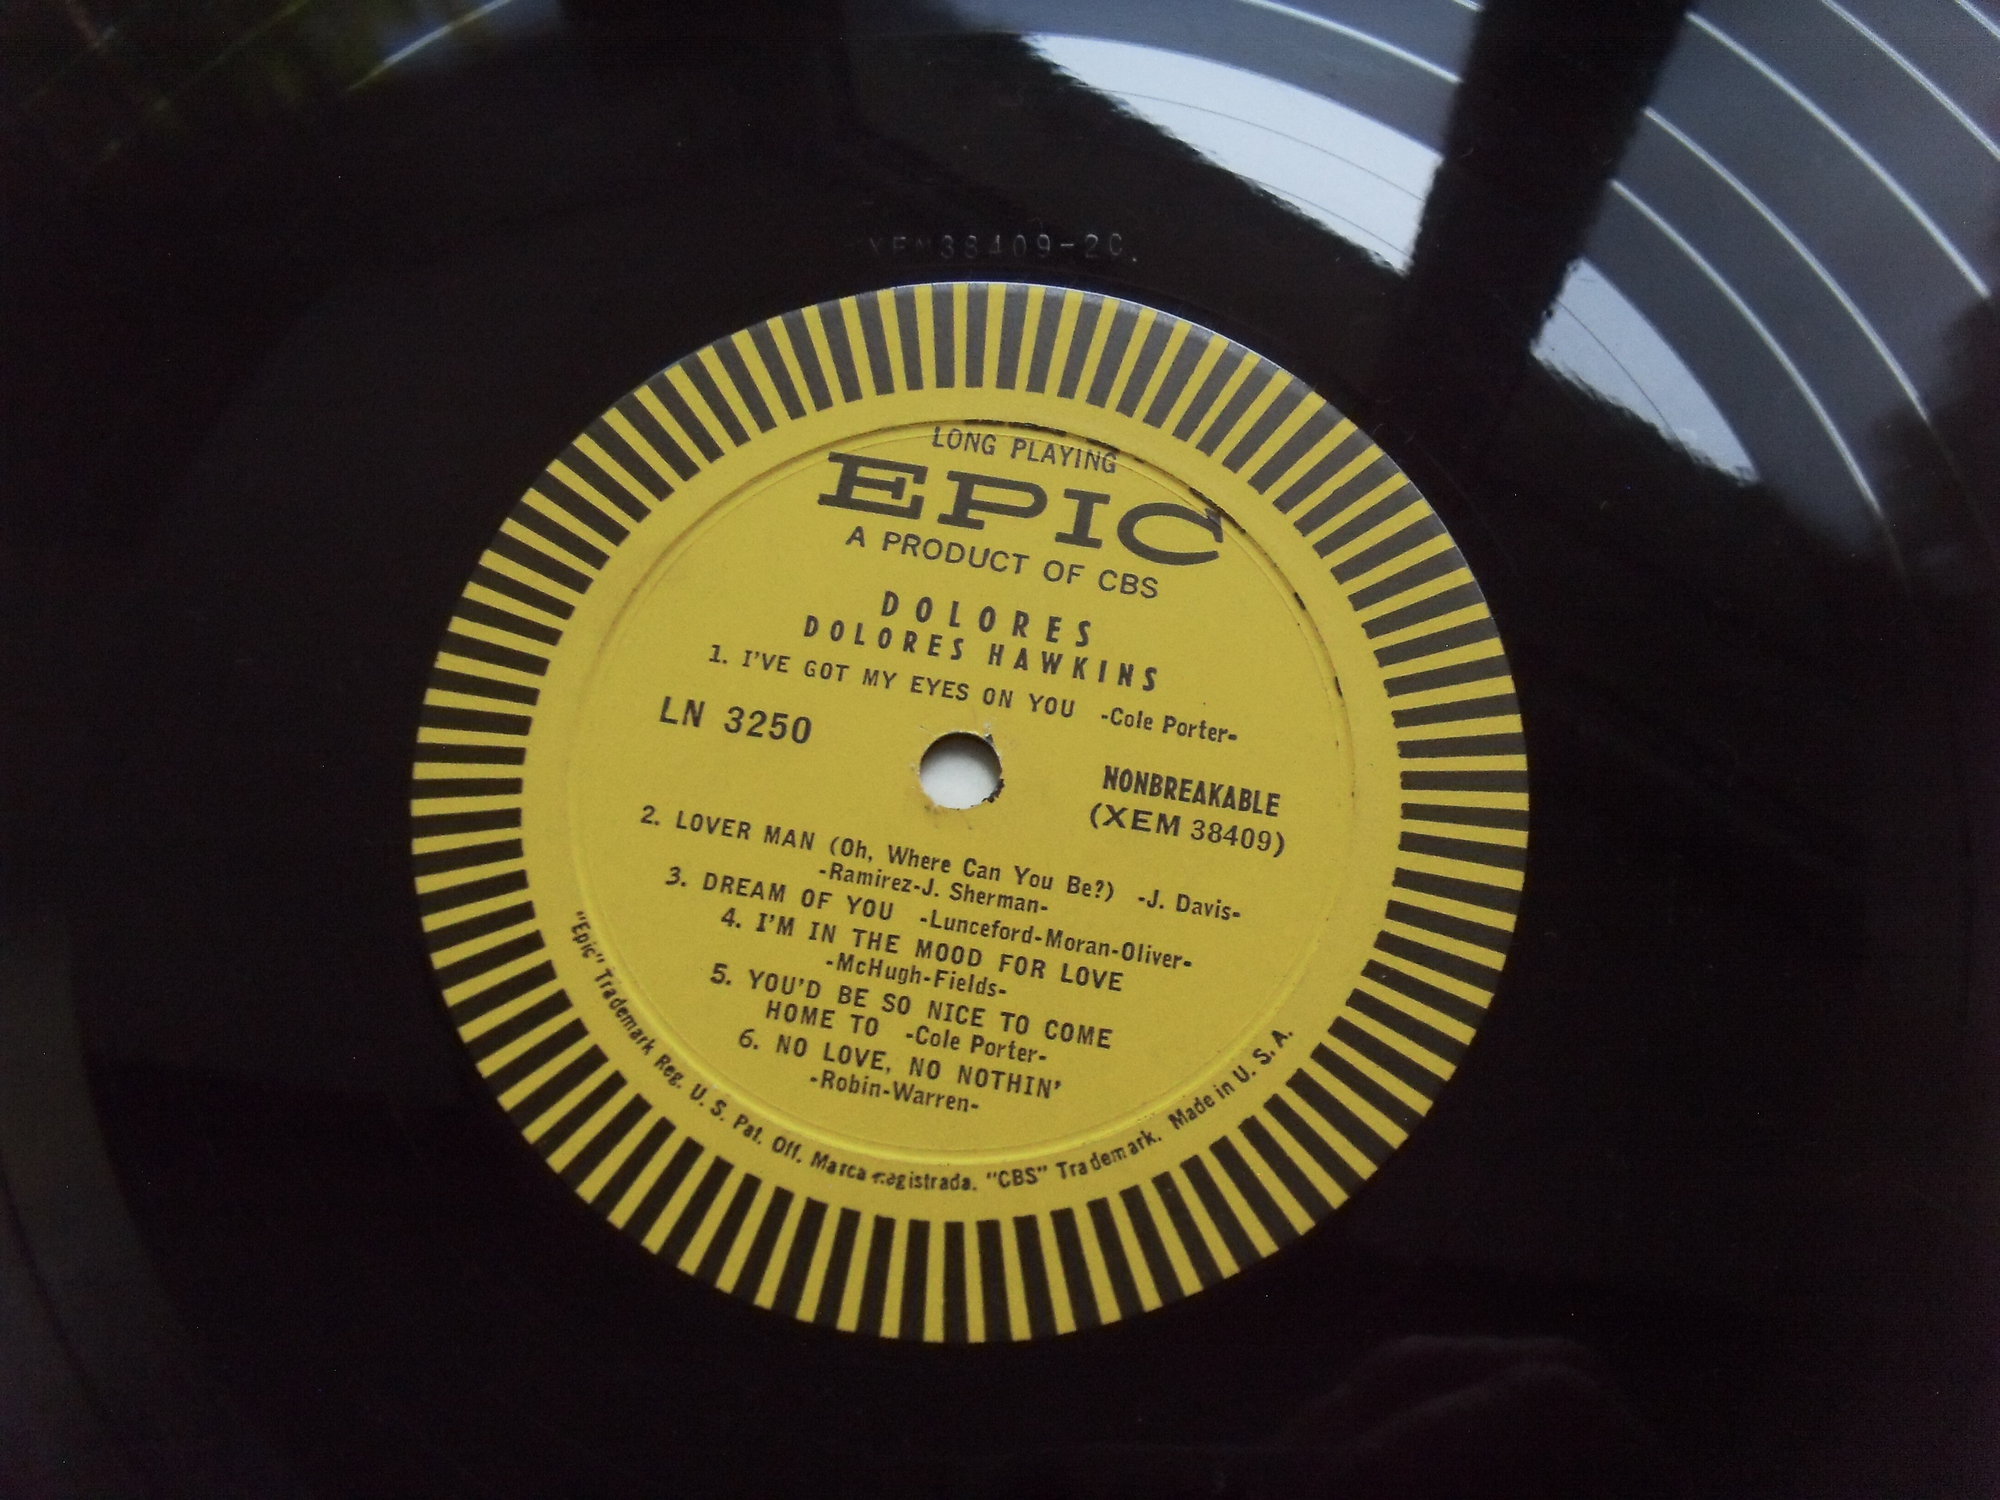 XEM38409-2C.
LONG PLAYING
EPIC
A PRODUCT OF CBS
DOLORES
DOLORES HAWKINS
1. I'VE GOT MY EYES ON YOU -Cole Porter-
LN 3250
NONBREAKABLE
(XEM 38409)
2. LOVER MAN (Oh, Where Can You Be?) -J. Davis-
-Ramirez-J. Sherman-
3. DREAM OF YOU -Lunceford-Moran-Oliver-
4. I'M IN THE MOOD FOR LOVE
-McHugh-Fields-
5. YOU'D BE SO NICE TO COME
HOME TO -Cole Porter-
6. NO LOVE, NO NOTHIN'
-Robin-Warren-
"Epic" Trademark Reg. U. S. Pat. Off. Marca Registrada. "CBS" Trademark. Made in U. S. A.